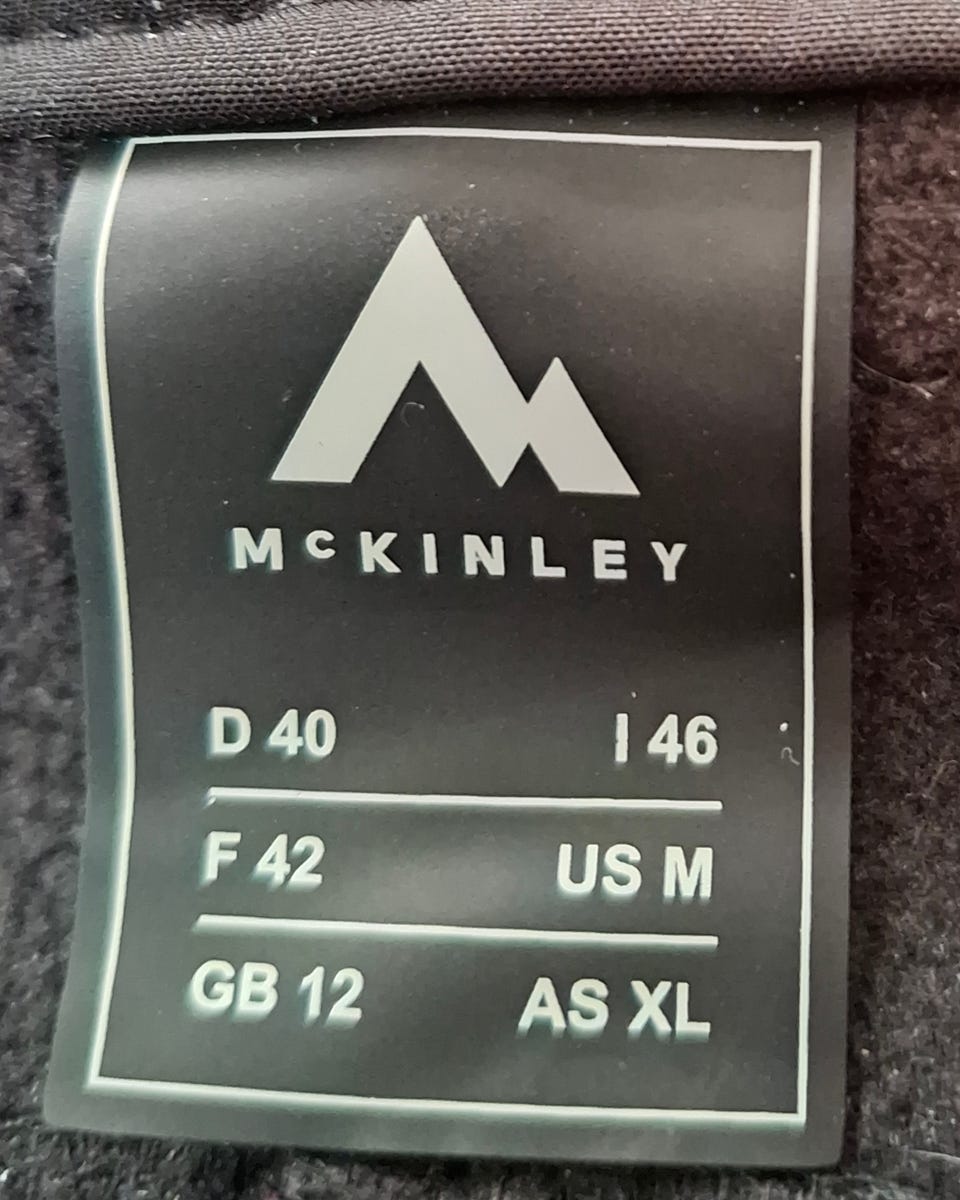 McKINLEY
D 40 I 46
F 42 US M
GB 12 AS XL